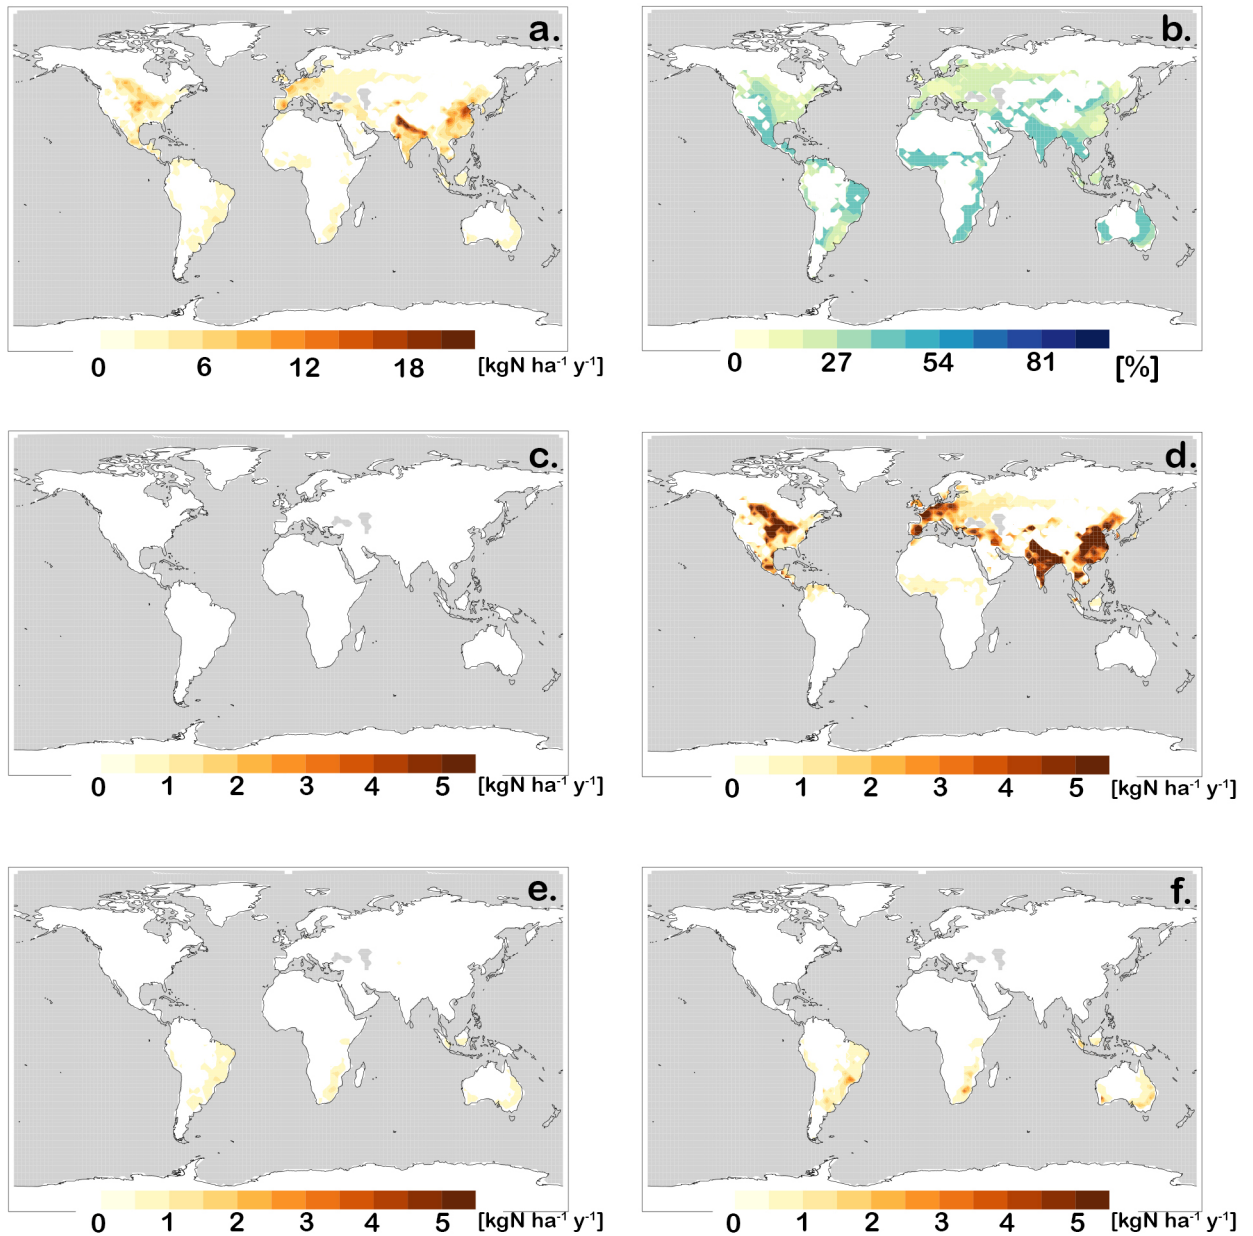 a. b.
0 6 12 18 [kgN ha⁻¹ y⁻¹] 0 27 54 81 [%]
c. d.
0 1 2 3 4 5 [kgN ha⁻¹ y⁻¹] 0 1 2 3 4 5 [kgN ha⁻¹ y⁻¹]
e. f.
0 1 2 3 4 5 [kgN ha⁻¹ y⁻¹] 0 1 2 3 4 5 [kgN ha⁻¹ y⁻¹]